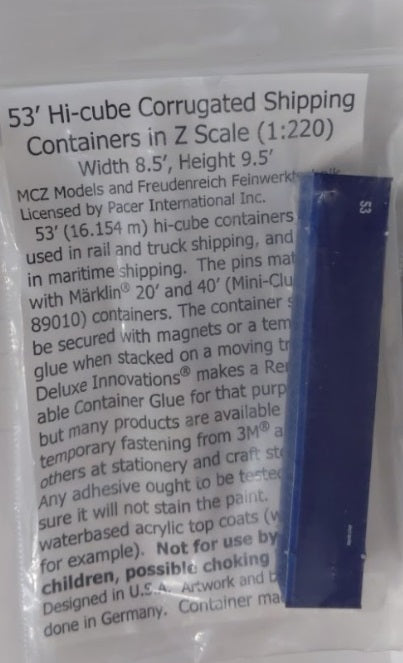 53' Hi-cube Corrugated Shipping
Containers in Z Scale (1:220)
Width 8.5', Height 9.5'
MCZ Models and Freudenreich Feinwerktechnik
Licensed by Pacer International Inc.
53' (16.154 m) hi-cube containers
used in rail and truck shipping, and
in maritime shipping. The pins mat
with Märklin® 20' and 40' (Mini-Clu
89010) containers. The container s
be secured with magnets or a tem
glue when stacked on a moving tr
Deluxe Innovations® makes a Re
able Container Glue for that purp
but many products are available
temporary fastening from 3M® a
others at stationery and craft sto
Any adhesive ought to be tested
sure it will not stain the paint.
waterbased acrylic top coats (w
for example). Not for use by
children, possible choking
Designed in U.S.A. Artwork and b
done in Germany. Container ma
53